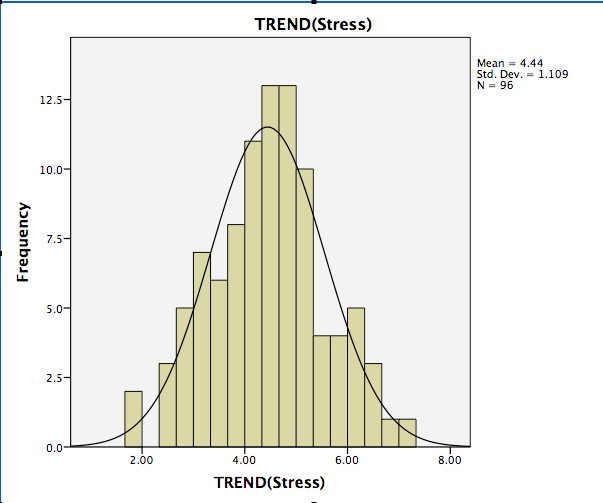 TREND(Stress)
Mean = 4.44
Std. Dev. = 1.109
N = 96
12.5
10.0
7.5
5.0
2.5
0.0
Frequency
2.00 4.00 6.00 8.00
TREND(Stress)